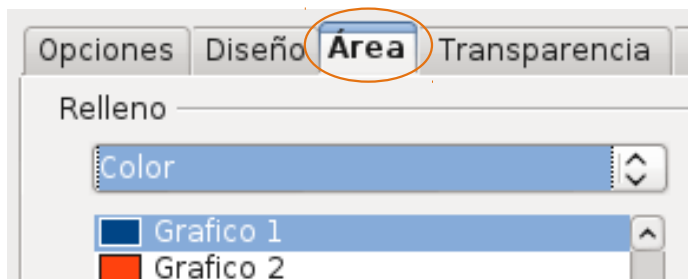 Opciones Diseño Área Transparencia
Relleno
Color
Grafico 1
Grafico 2